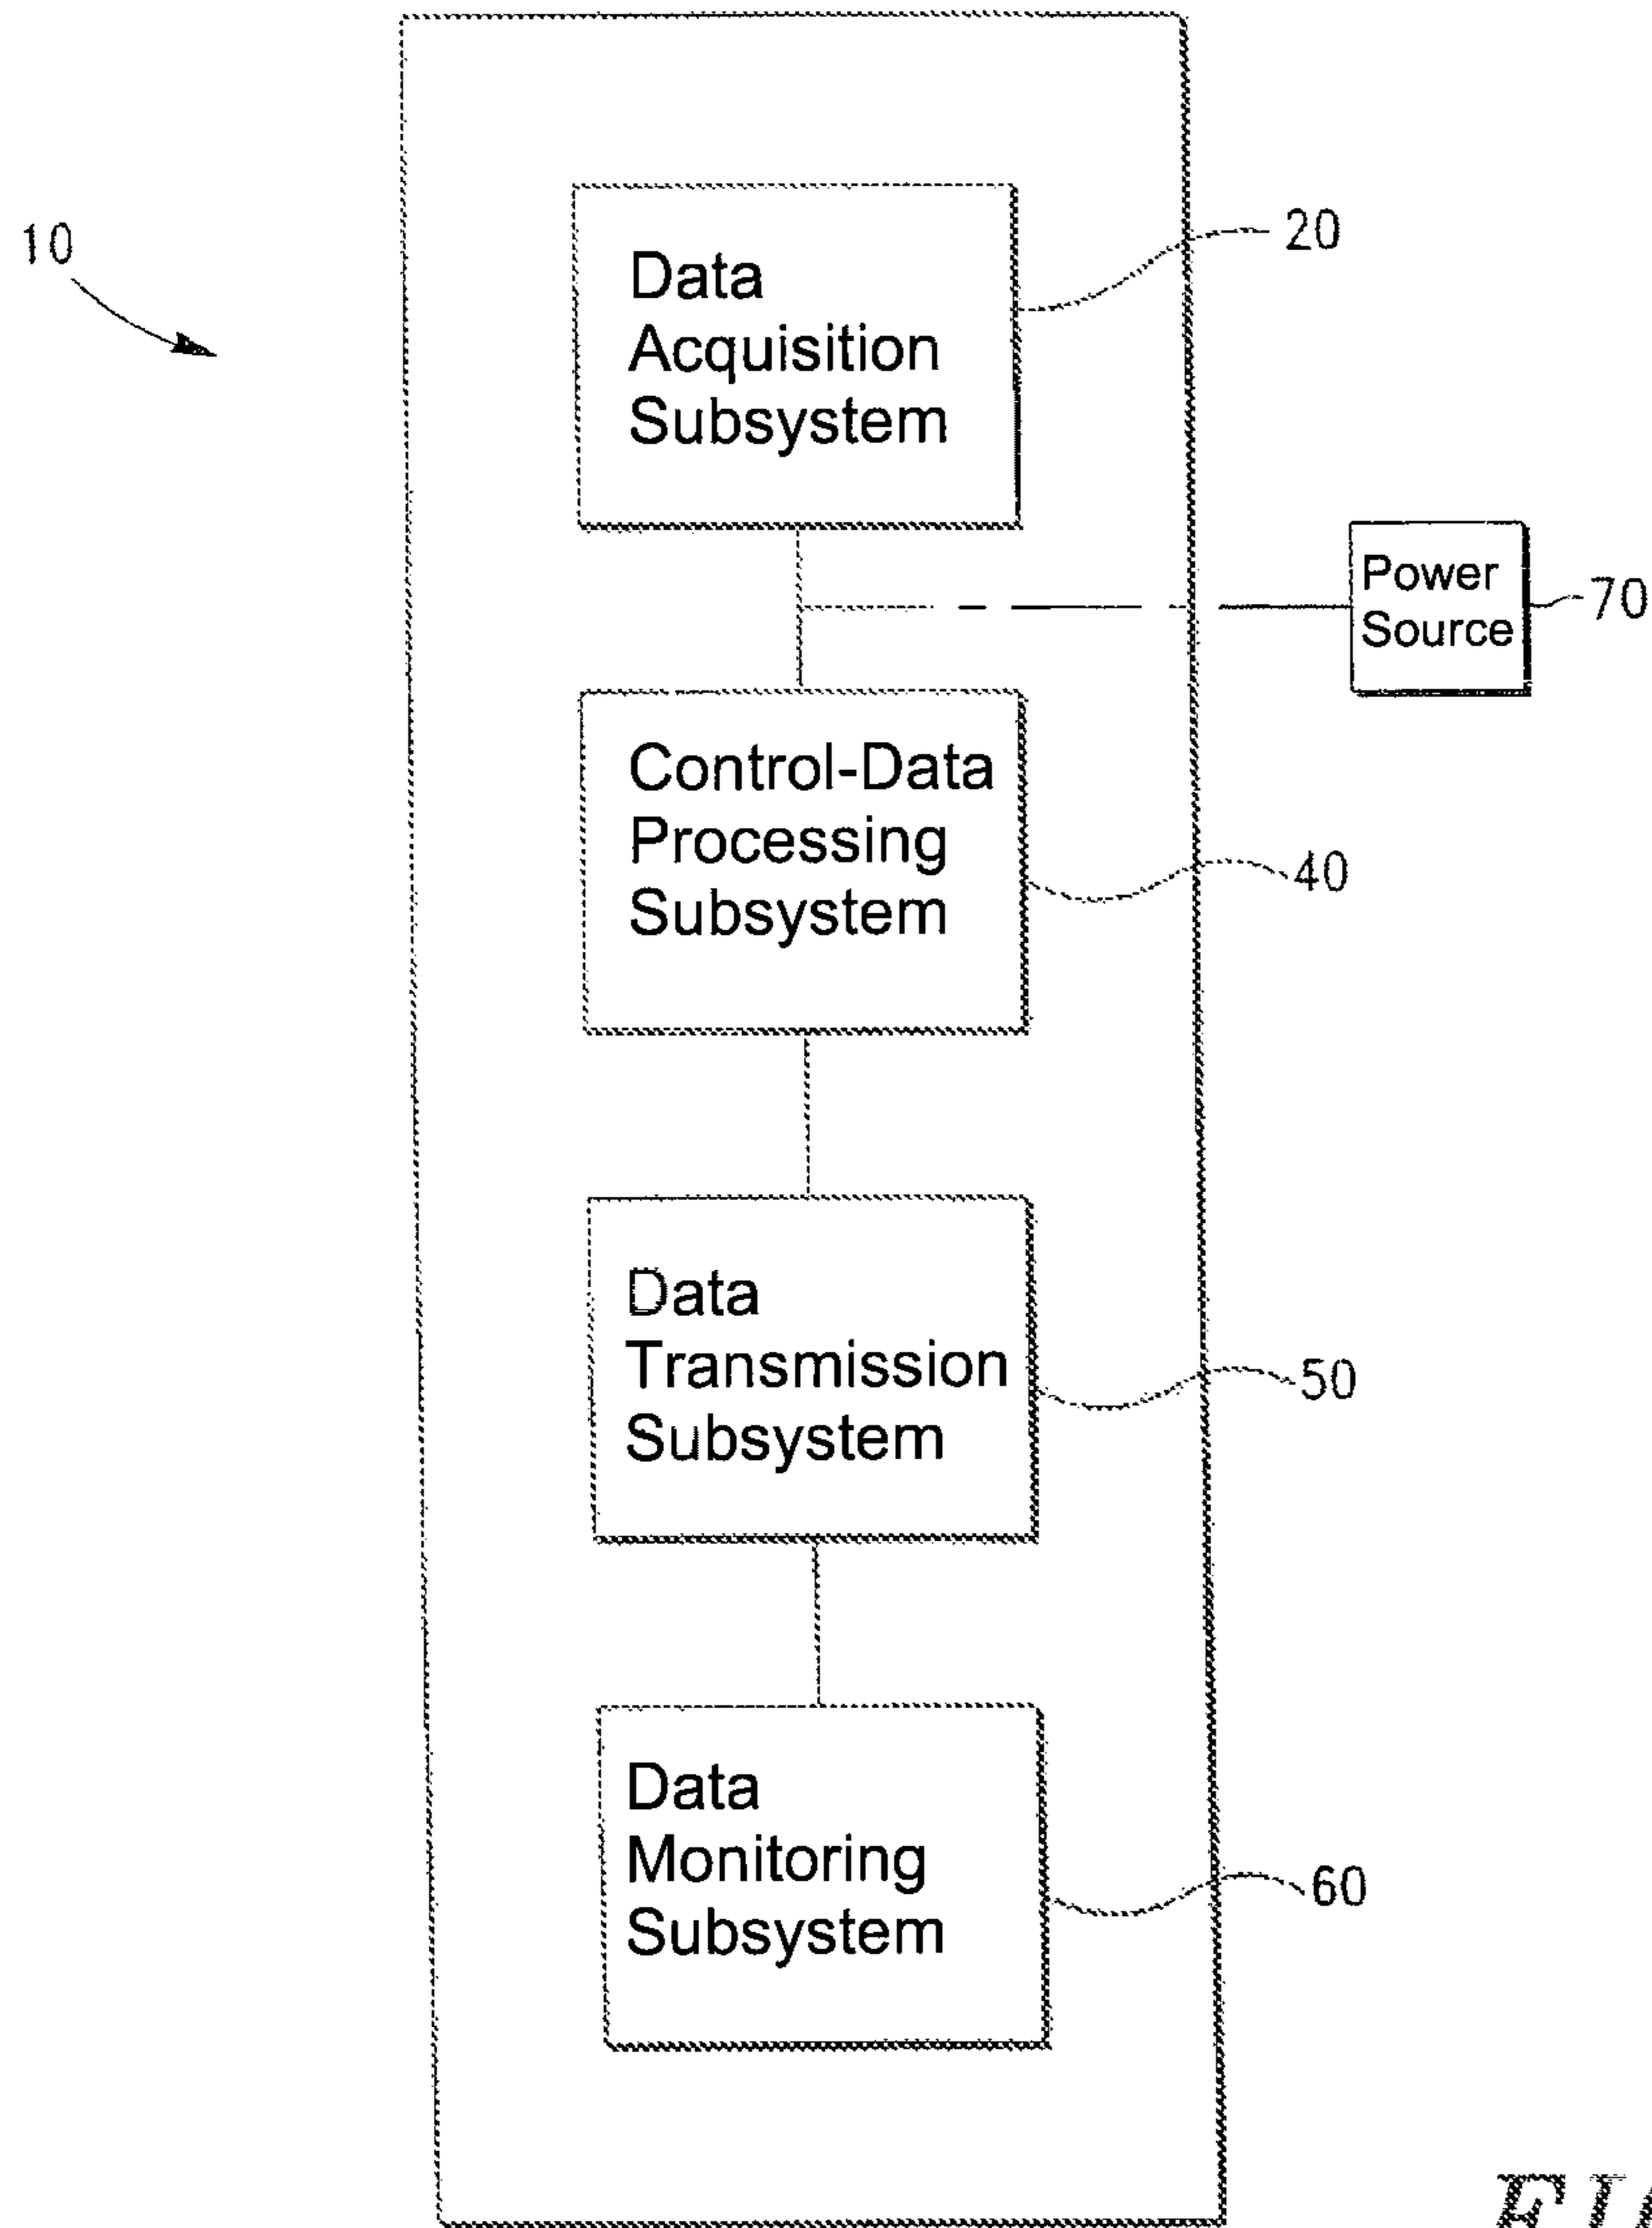 10
Data
Acquisition
Subsystem
20
Power
Source
70
Control-Data
Processing
Subsystem
40
Data
Transmission
Subsystem
50
Data
Monitoring
Subsystem
60